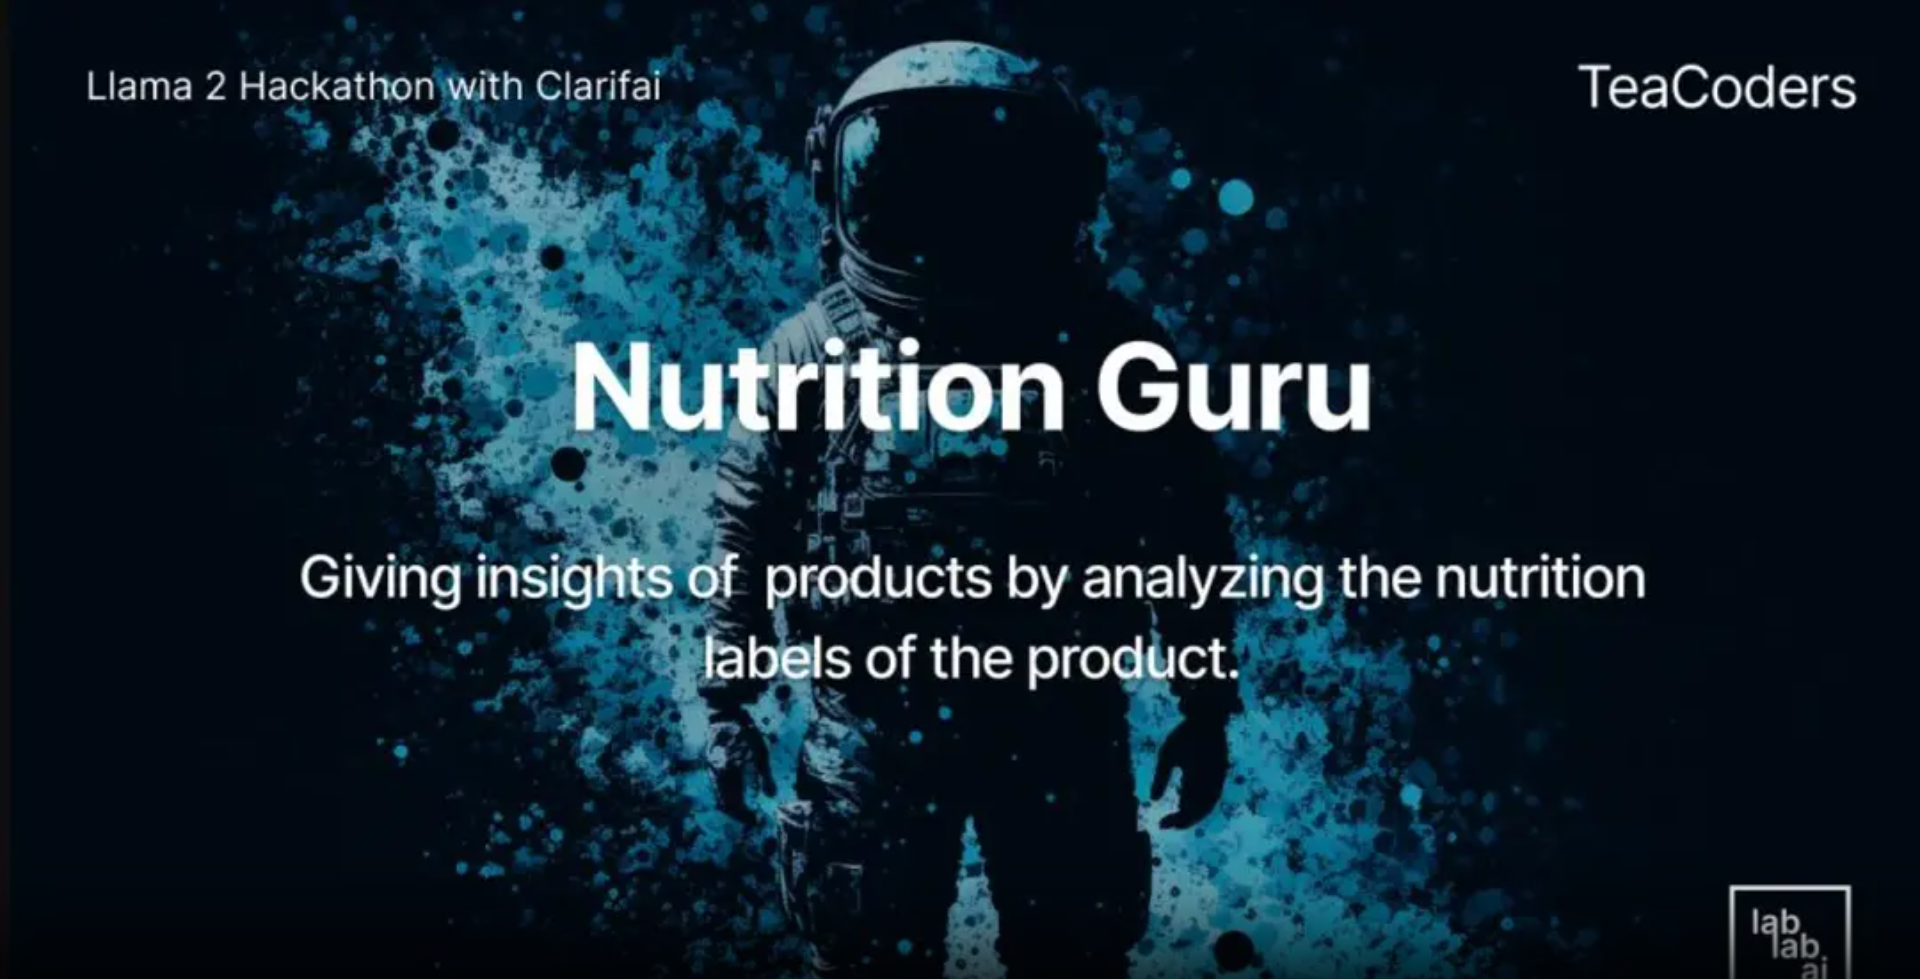 Llama 2 Hackathon with Clarifai
TeaCoders
Nutrition Guru
Giving insights of  products by analyzing the nutrition
labels of the product.
lab
lab.
ai